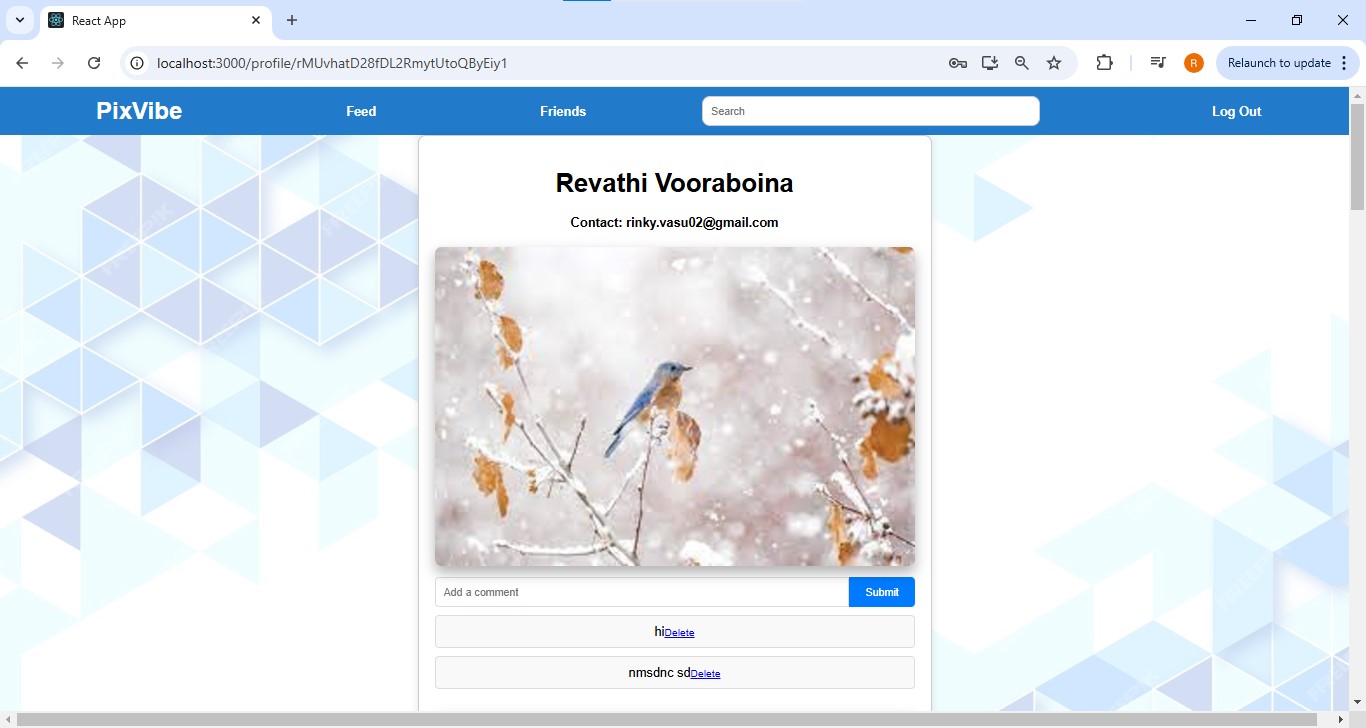 React App
localhost:3000/profile/rMUvhatD28fDL2RmytUtoQByEiy1
R
Relaunch to update
PixVibe
Feed
Friends
Search
Log Out
Revathi Vooraboina
Contact: rinky.vasu02@gmail.com
Add a comment
Submit
hiDelete
nmsdnc sdDelete